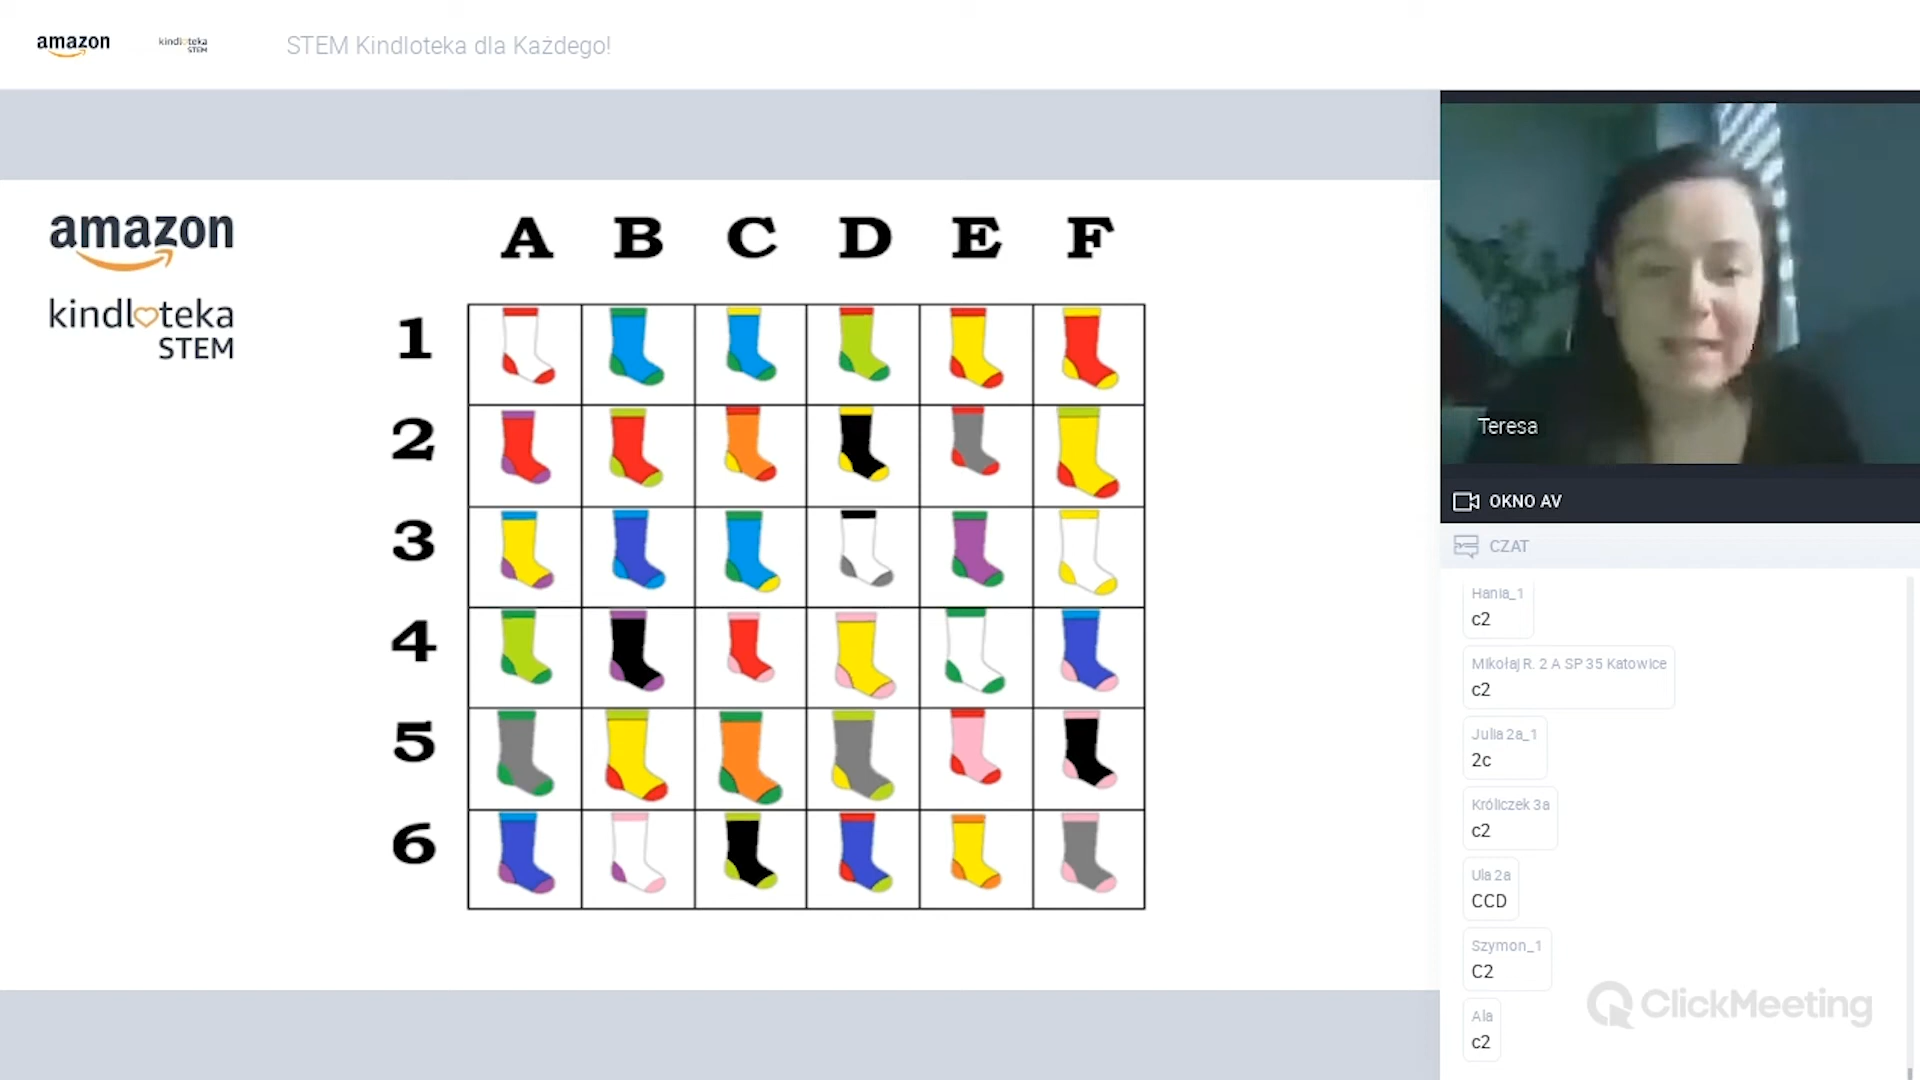 amazon
kindloteka
STEM
STEM Kindloteka dla Każdego!
amazon
kindloteka
STEM
A B C D E F
1
2
3
4
5
6
Teresa
OKNO AV
CZAT
Hania_1
c2
Mikołaj R. 2 A SP 35 Katowice
c2
Julia 2a_1
2c
Króliczek 3a
c2
Ula 2a
CCD
Szymon_1
C2
Ala
c2
ClickMeeting